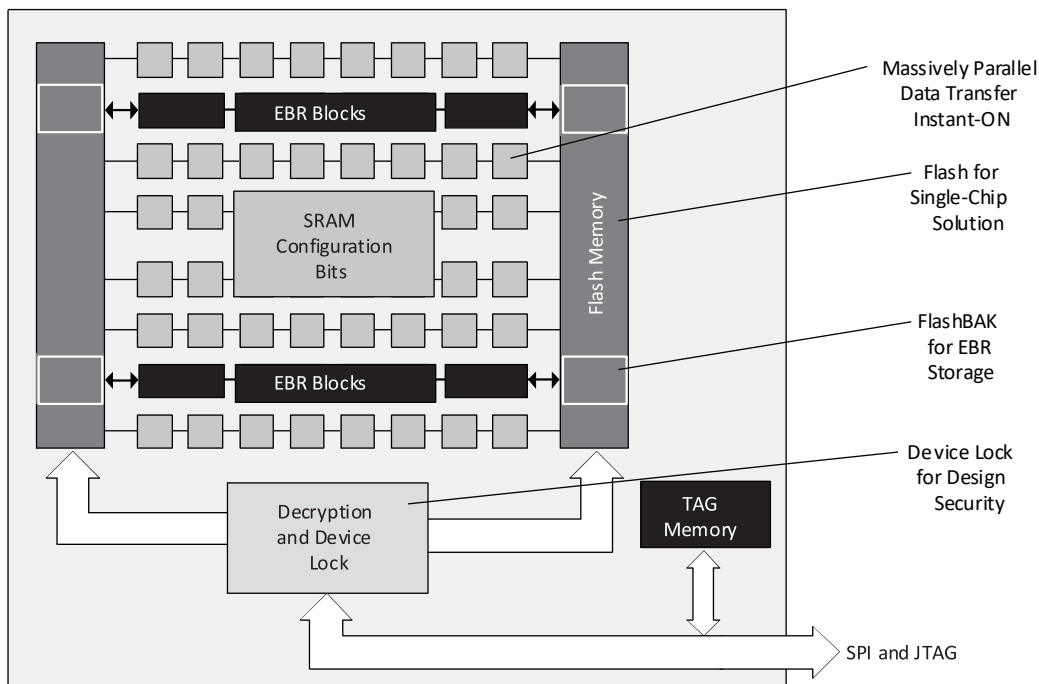 EBR Blocks
SRAM
Configuration
Bits
EBR Blocks
Flash Memory
Decryption
and Device
Lock
TAG
Memory
Massively Parallel
Data Transfer
Instant-ON
Flash for
Single-Chip
Solution
FlashBAK
for EBR
Storage
Device Lock
for Design
Security
SPI and JTAG